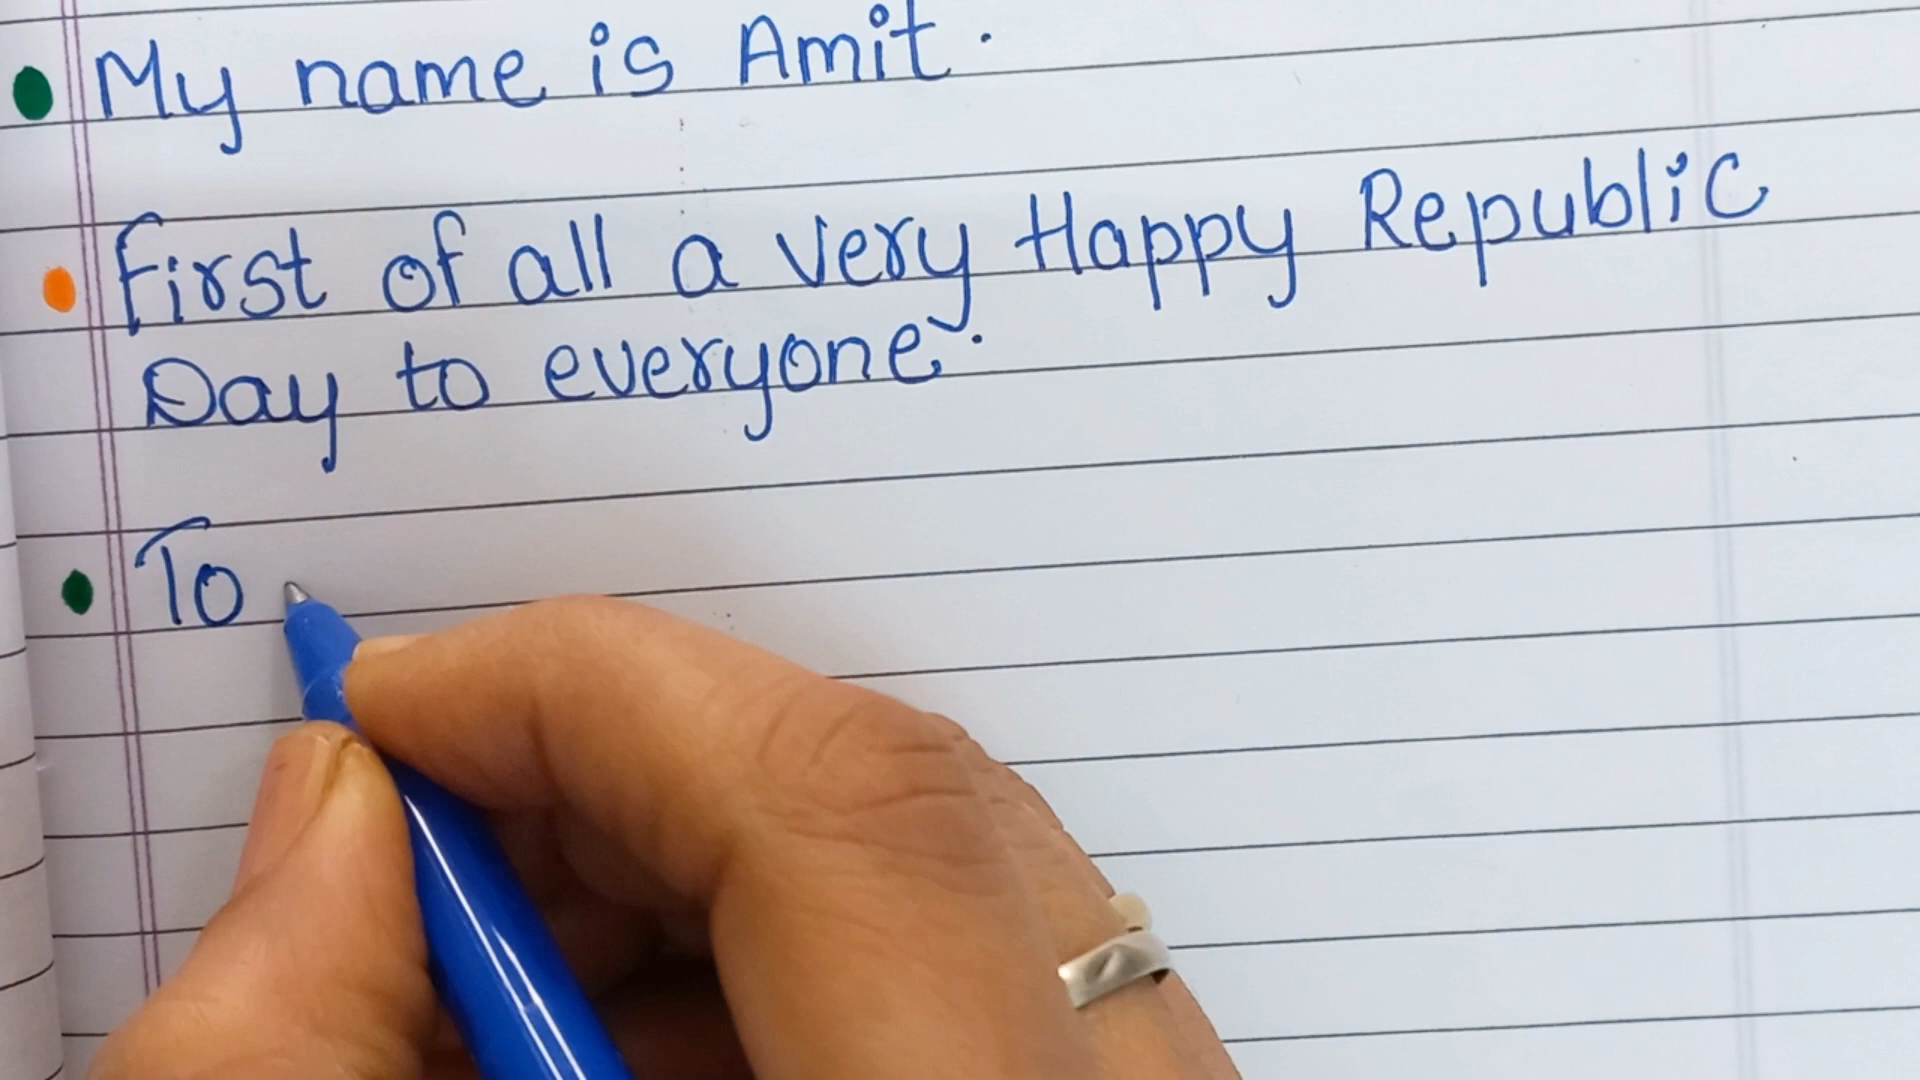 My name is Amit.
First of all a very Happy Republic
Day to everyone.
To